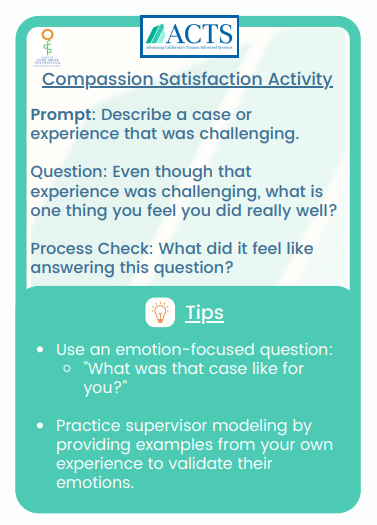 ACTS
Advancing California's Trauma-Informed Systems
Compassion Satisfaction Activity
Prompt: Describe a case or
experience that was challenging.
Question: Even though that
experience was challenging, what is
one thing you feel you did really well?
Process Check: What did it feel like
answering this question?
Tips
Use an emotion-focused question:
"What was that case like for
you?"
Practice supervisor modeling by
providing examples from your own
experience to validate their
emotions.